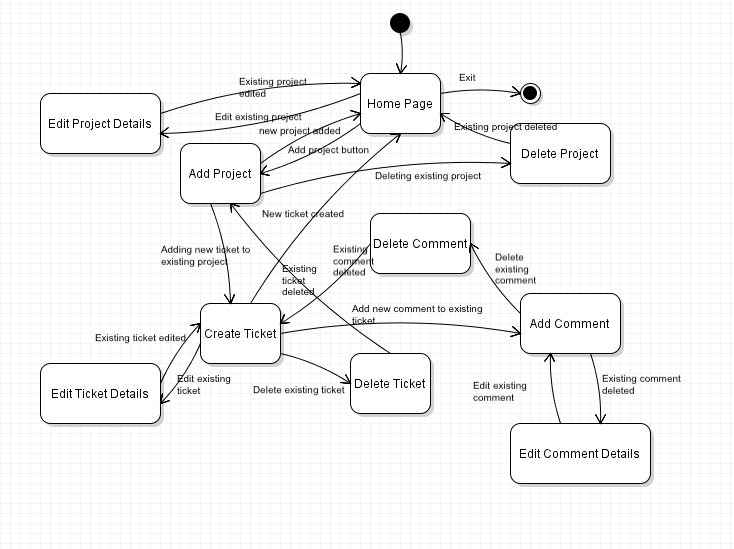 Existing project
edited
Exit
Home Page
Edit Project Details
Edit existing project
new project added
Existing project deleted
Add project button
Delete Project
Add Project
Deleting existing project
New ticket created
Adding new ticket to
existing project
Existing
comment
deleted
Delete Comment
Delete
existing
comment
Existing
ticket
deleted
Add new comment to existing
ticket
Add Comment
Create Ticket
Existing ticket edited
Edit existing
ticket
Delete existing ticket
Delete Ticket
Edit Ticket Details
Edit existing
comment
Existing comment
deleted
Edit Comment Details